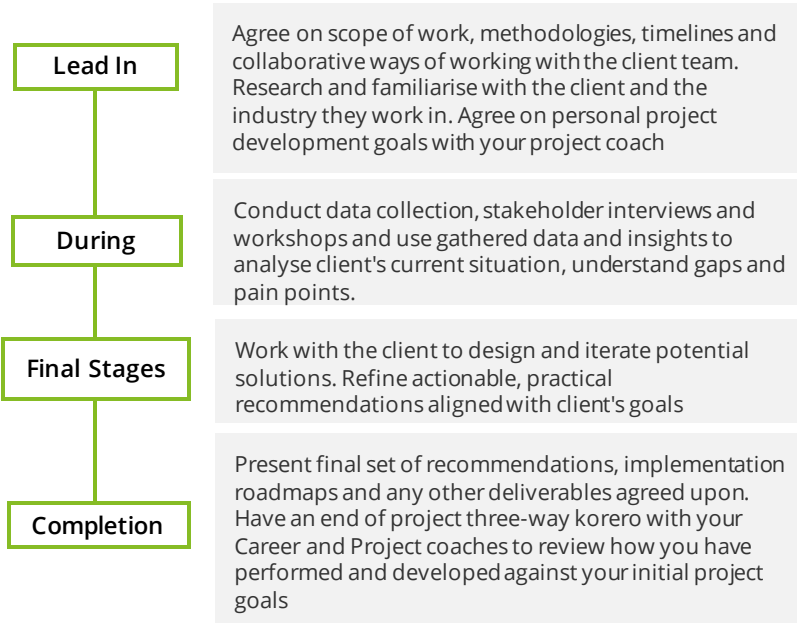 Lead In
Agree on scope of work, methodologies, timelines and
collaborative ways of working with the client team.
Research and familiarise with the client and the
industry they work in. Agree on personal project
development goals with your project coach
During
Conduct data collection, stakeholder interviews and
workshops and use gathered data and insights to
analyse client's current situation, understand gaps and
pain points.
Final Stages
Work with the client to design and iterate potential
solutions. Refine actionable, practical
recommendations aligned with client's goals
Completion
Present final set of recommendations, implementation
roadmaps and any other deliverables agreed upon.
Have an end of project three-way korero with your
Career and Project coaches to review how you have
performed and developed against your initial project
goals